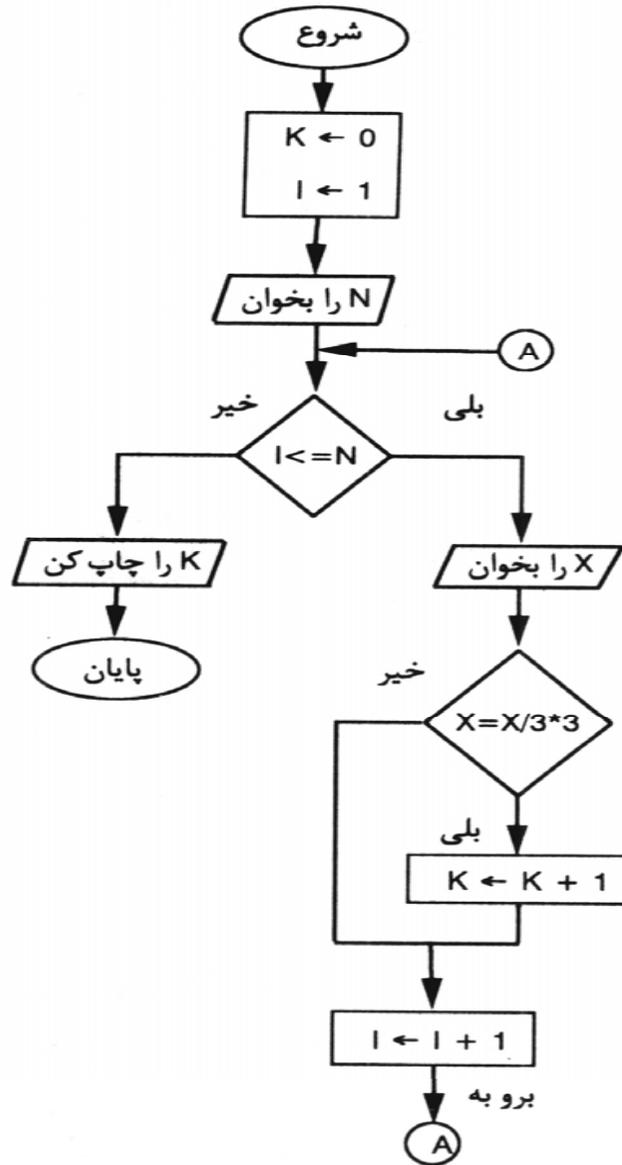 شروع
K ← 0
I ← 1
N را بخوان
A
خیر
بلی
I<=N
K را چاپ کن
X را بخوان
پایان
خیر
X=X/3*3
بلی
K ← K + 1
I ← I + 1
برو به
A